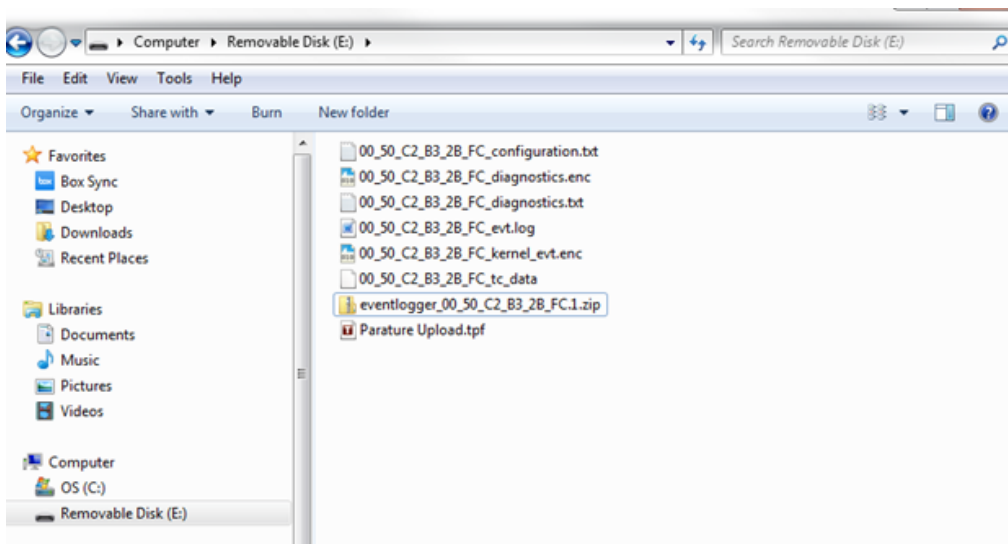 Computer Removable Disk (E:) Search Removable Disk (E:)
File Edit View Tools Help
Organize Share with Burn New folder
Favorites
Box Sync
Desktop
Downloads
Recent Places
Libraries
Documents
Music
Pictures
Videos
Computer
OS (C:)
Removable Disk (E:)
00_50_C2_B3_2B_FC_configuration.txt
00_50_C2_B3_2B_FC_diagnostics.enc
00_50_C2_B3_2B_FC_diagnostics.txt
00_50_C2_B3_2B_FC_evt.log
00_50_C2_B3_2B_FC_kernel_evt.enc
00_50_C2_B3_2B_FC_tc_data
eventlogger_00_50_C2_B3_2B_FC.1.zip
Parature Upload.tpf